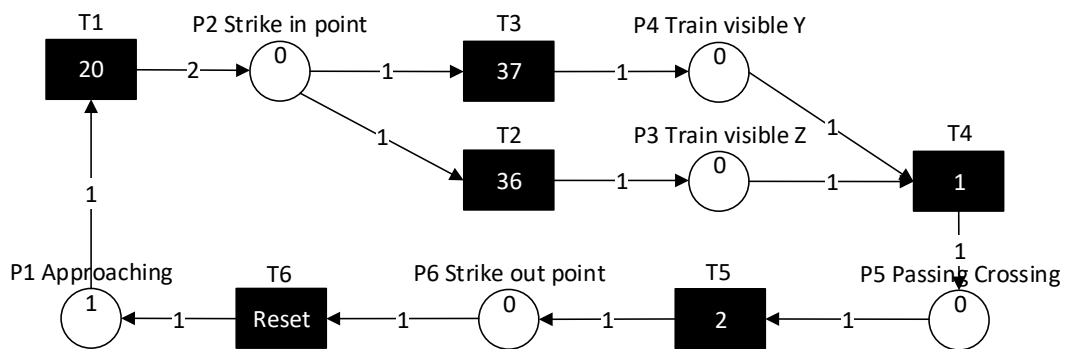 T1
P2 Strike in point
T3
P4 Train visible Y
20
2
0
1
37
1
0
1
1
T2
P3 Train visible Z
T4
1
36
1
0
1
1
1
P1 Approaching
T6
P6 Strike out point
T5
P5 Passing Crossing
1
1
1
Reset
1
0
1
2
1
0